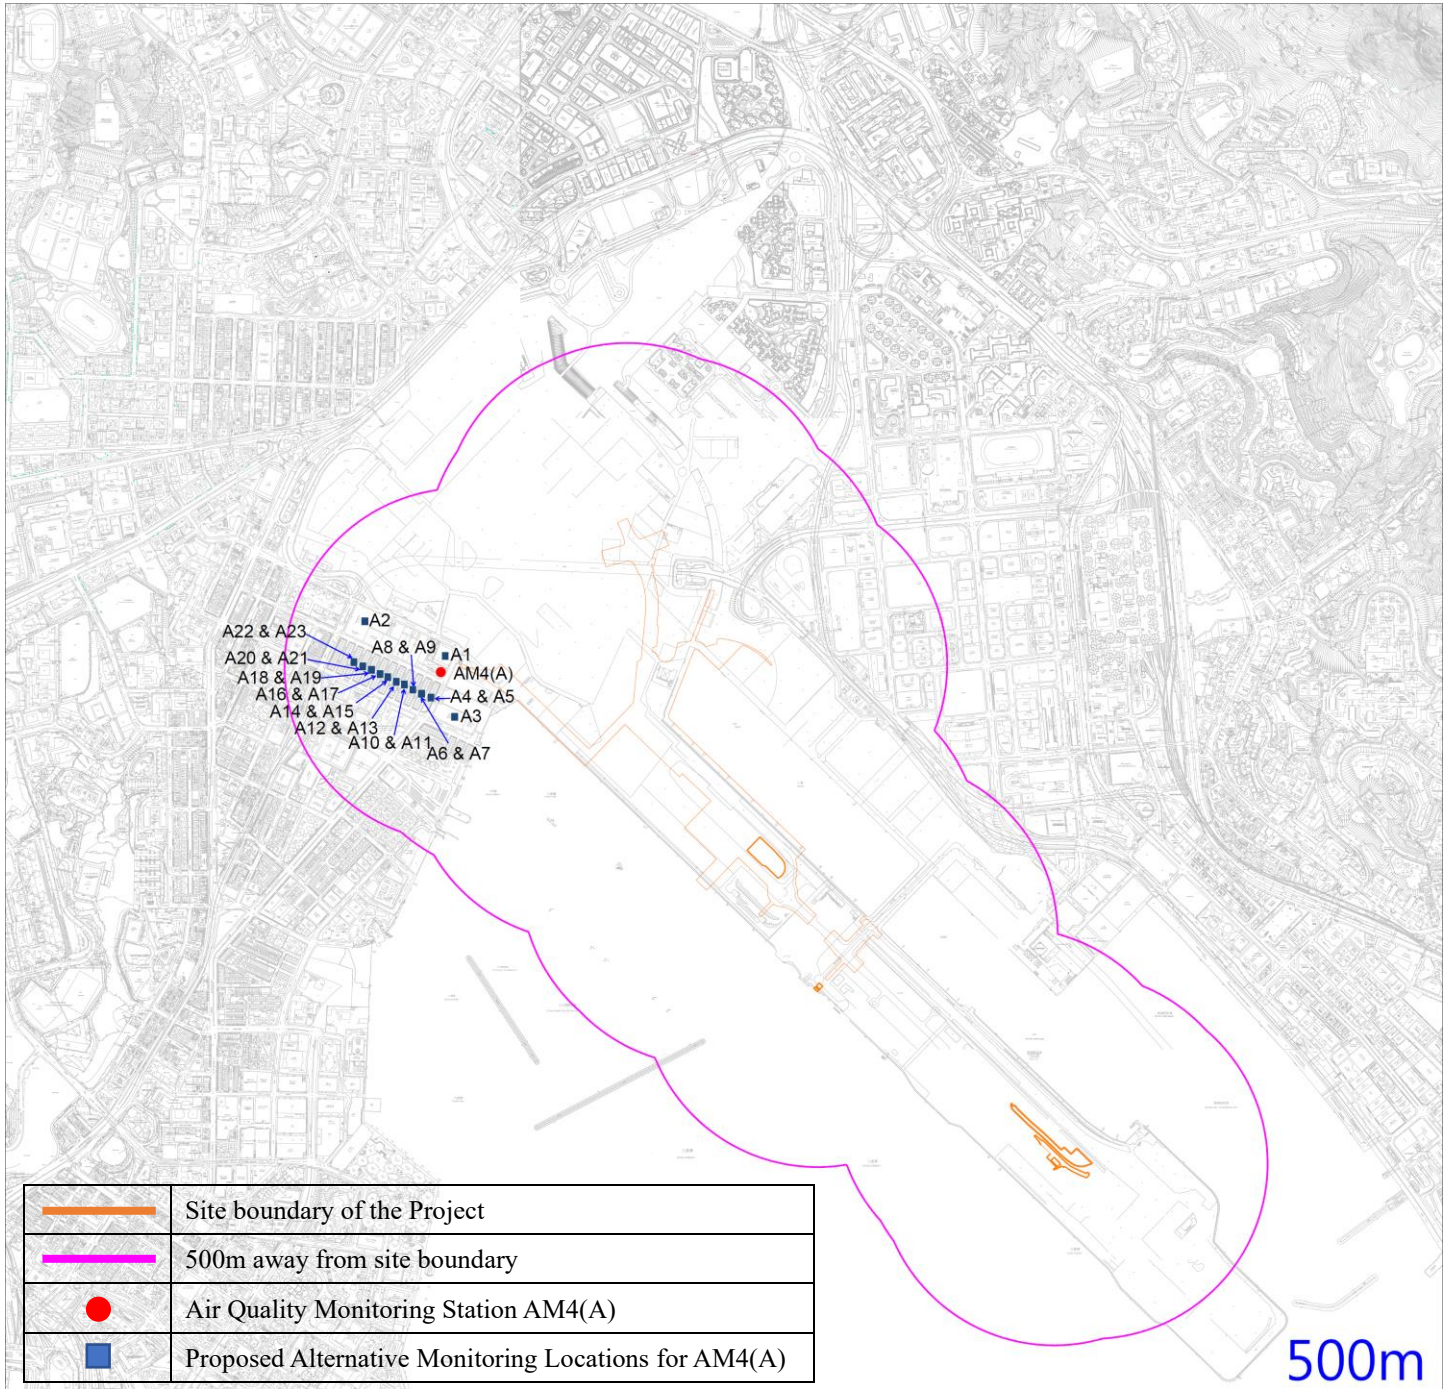 A2
A22 & A23
A8 & A9
A1
A20 & A21
AM4(A)
A18 & A19
A16 & A17
A4 & A5
A14 & A15
A3
A12 & A13
A10 & A11
A6 & A7
Site boundary of the Project
500m away from site boundary
Air Quality Monitoring Station AM4(A)
Proposed Alternative Monitoring Locations for AM4(A)
500m